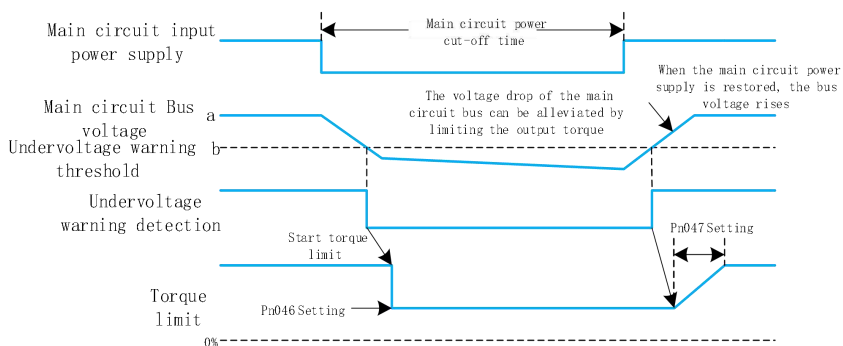 Main circuit input
power supply
Main circuit power
cut-off time
When the main circuit power
supply is restored, the bus
voltage rises
The voltage drop of the main
circuit bus can be alleviated by
limiting the output torque
Main circuit Bus
voltage
a
Undervoltage warning
threshold
b
Undervoltage
warning detection
Start torque
limit
Pn047 Setting
Torque
limit
Pn046 Setting
0%